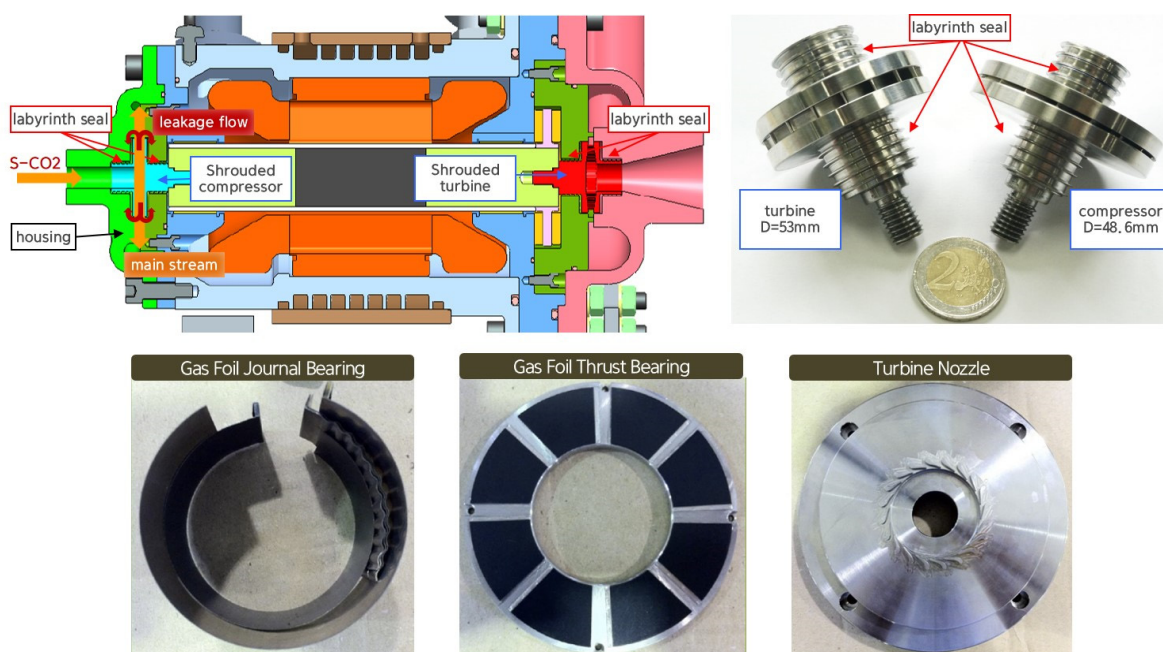 labyrinth seal
leakage flow
labyrinth seal
S-CO2
Shrouded
compressor
Shrouded
turbine
housing
main stream
labyrinth seal
turbine
D=53mm
compressor
D=48.6mm
2
Gas Foil Journal Bearing
Gas Foil Thrust Bearing
Turbine Nozzle